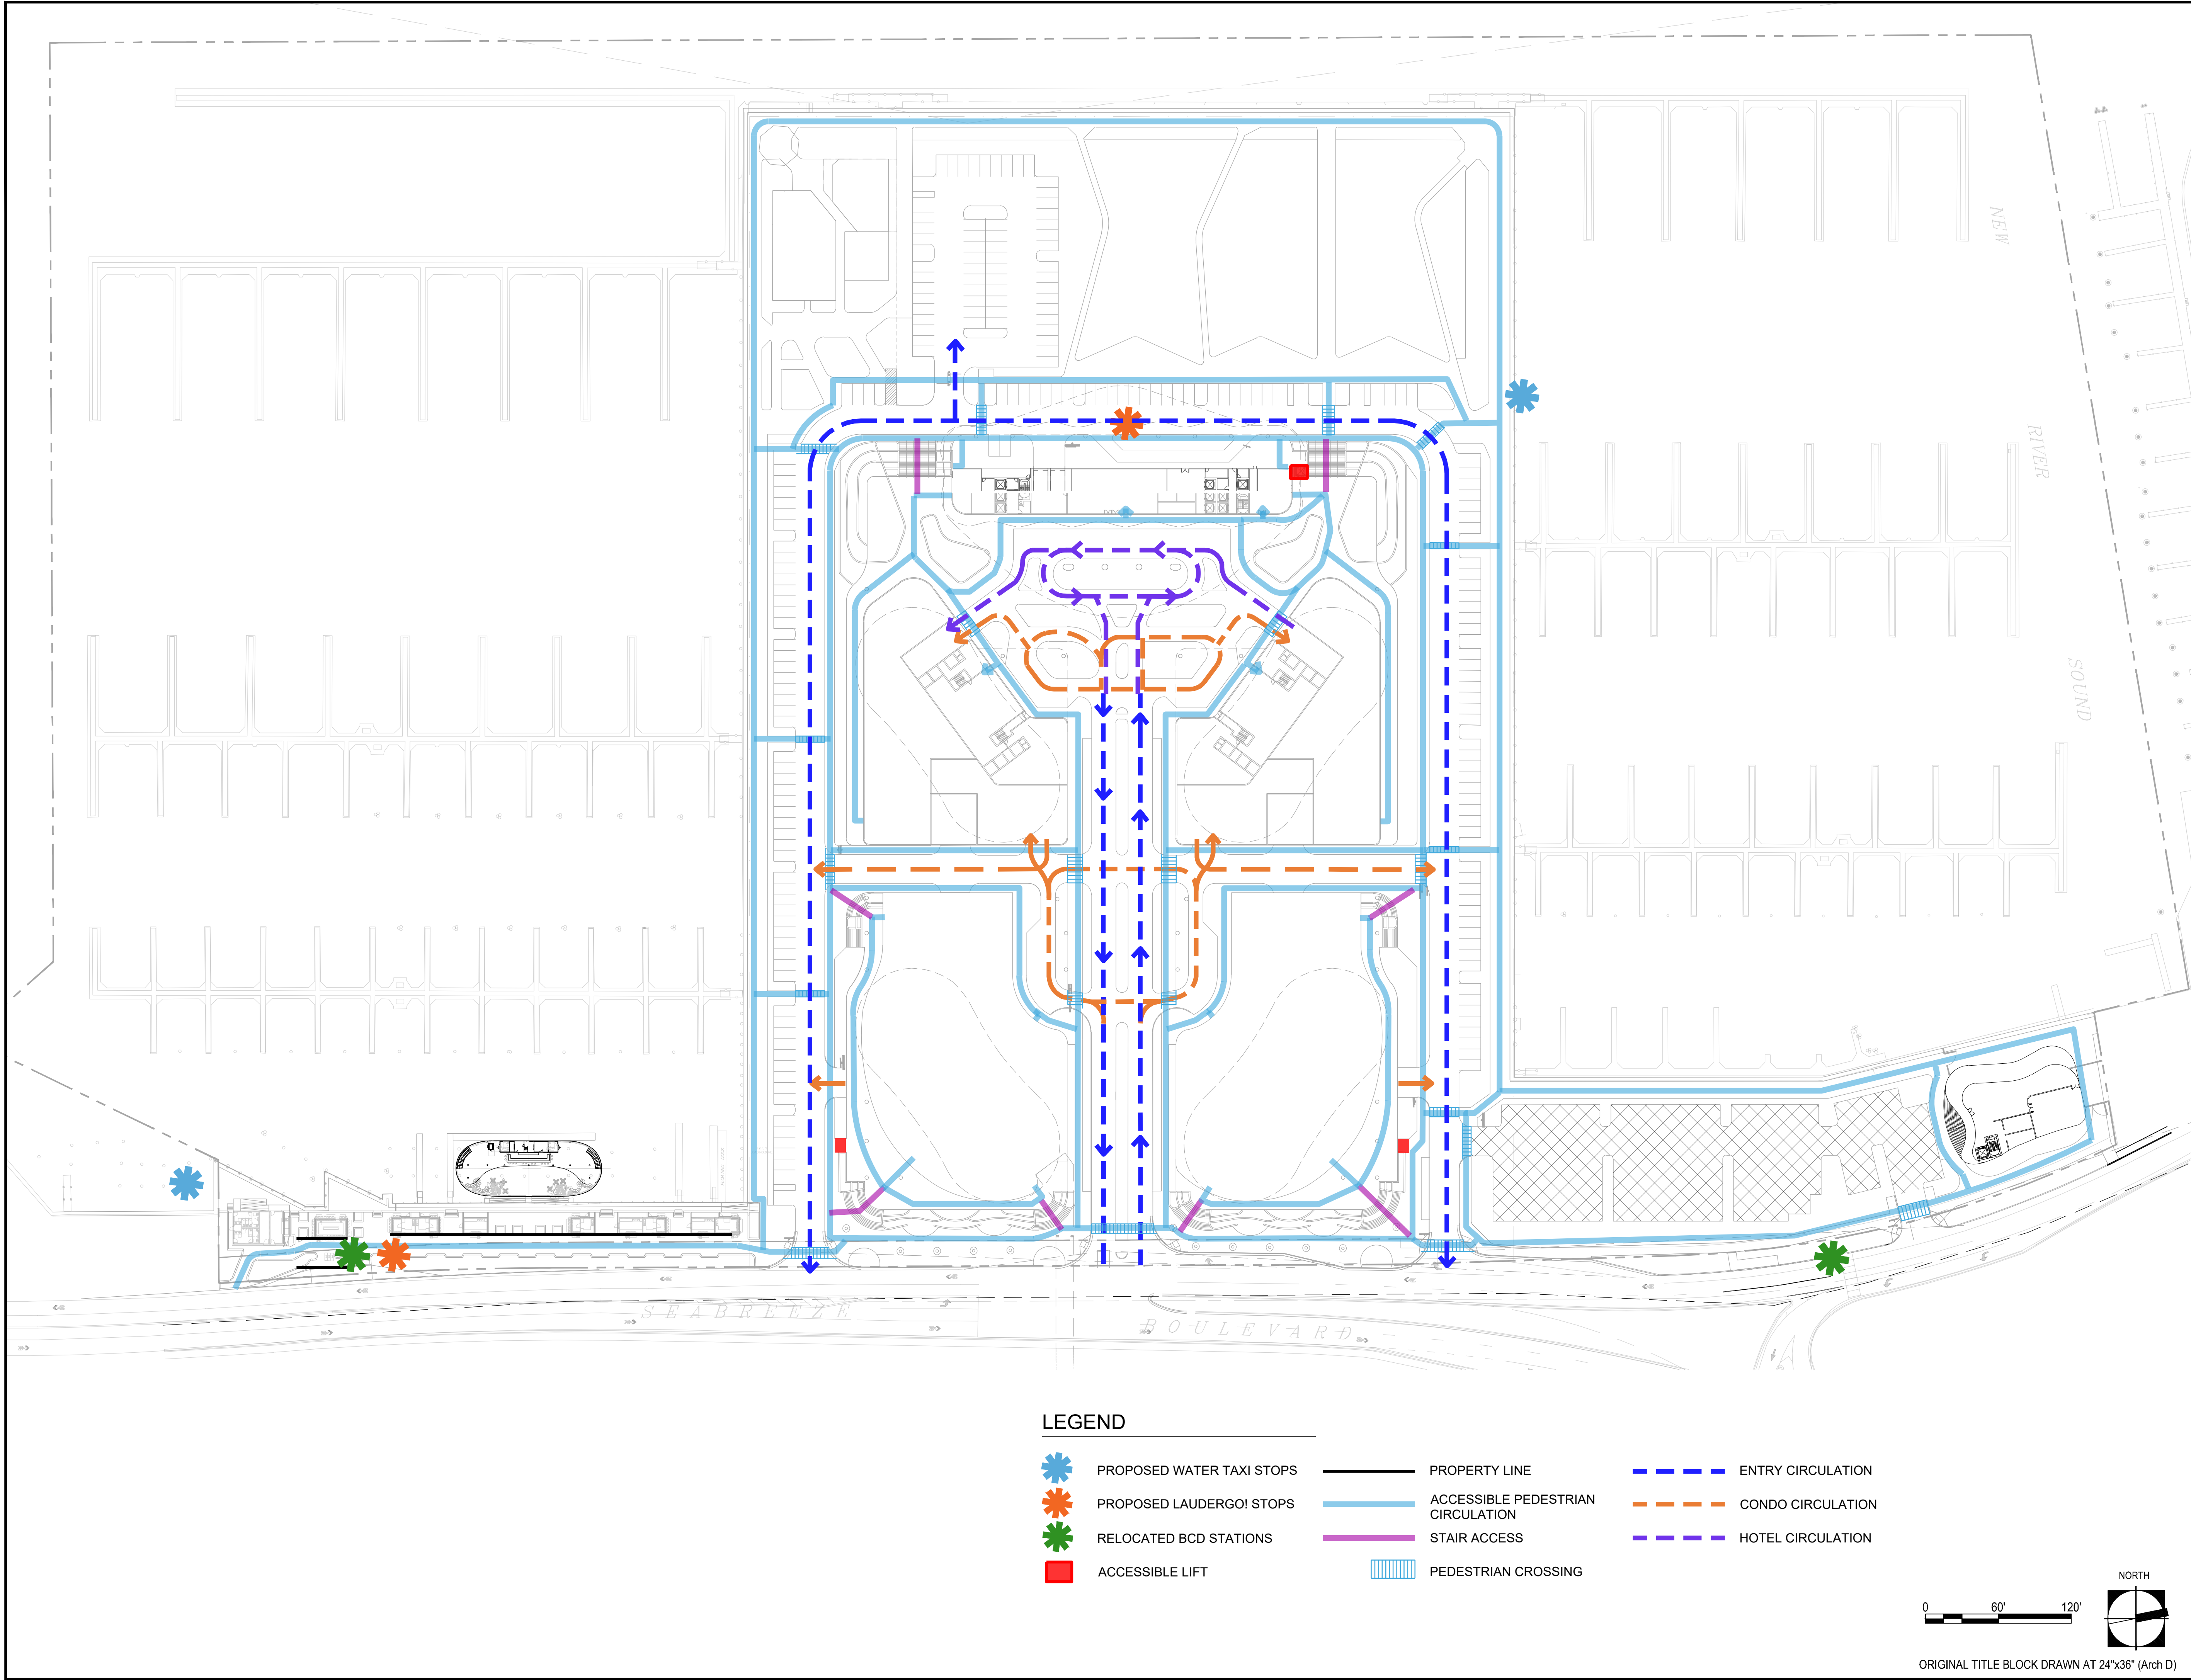 NEW
RIVER
SOUND
SEABREEZE
BOULEVARD
LEGEND
PROPOSED WATER TAXI STOPS
PROPOSED LAUDERGO! STOPS
RELOCATED BCD STATIONS
ACCESSIBLE LIFT
PROPERTY LINE
ACCESSIBLE PEDESTRIAN
CIRCULATION
STAIR ACCESS
PEDESTRIAN CROSSING
ENTRY CIRCULATION
CONDO CIRCULATION
HOTEL CIRCULATION
NORTH
0 60' 120'
ORIGINAL TITLE BLOCK DRAWN AT 24"x36" (Arch D)